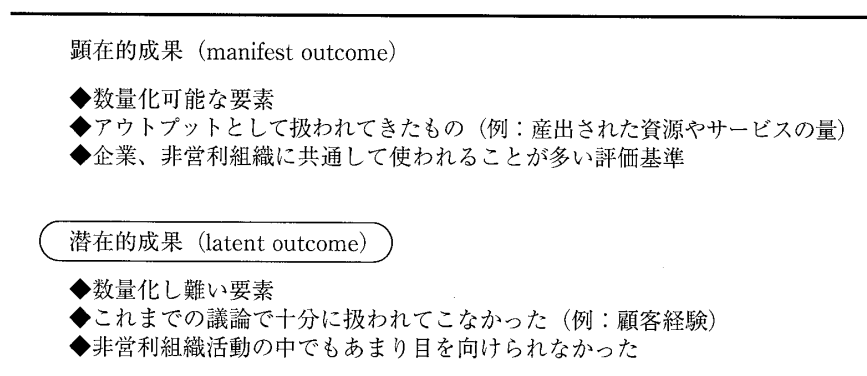 顕在的成果（manifest outcome）
◆数量化可能な要素
◆アウトプットとして扱われてきたもの（例：産出された資源やサービスの量）
◆企業、非営利組織に共通して使われることが多い評価基準
潜在的成果（latent outcome）
◆数量化し難い要素
◆これまでの議論で十分に扱われてこなかった（例：顧客経験）
◆非営利組織活動の中でもあまり目を向けられなかった